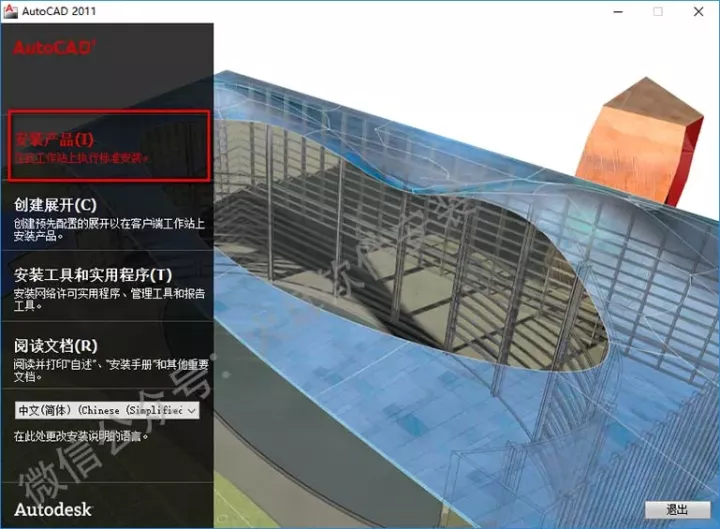 AutoCAD 2011
AutoCAD
安装产品(I)
在此工作站上执行标准安装。
创建展开(C)
创建预先配置的展开以在客户端工作站上
安装产品。
安装工具和实用程序(T)
安装网络许可实用程序、管理工具和报告
工具。
阅读文档(R)
阅读并打印“自述”、“安装手册”和其他重要
文档。
中文(简体) (Chinese (Simplified
在此处更改安装说明的语言。
Autodesk
退出
微信公众号：
软件安装